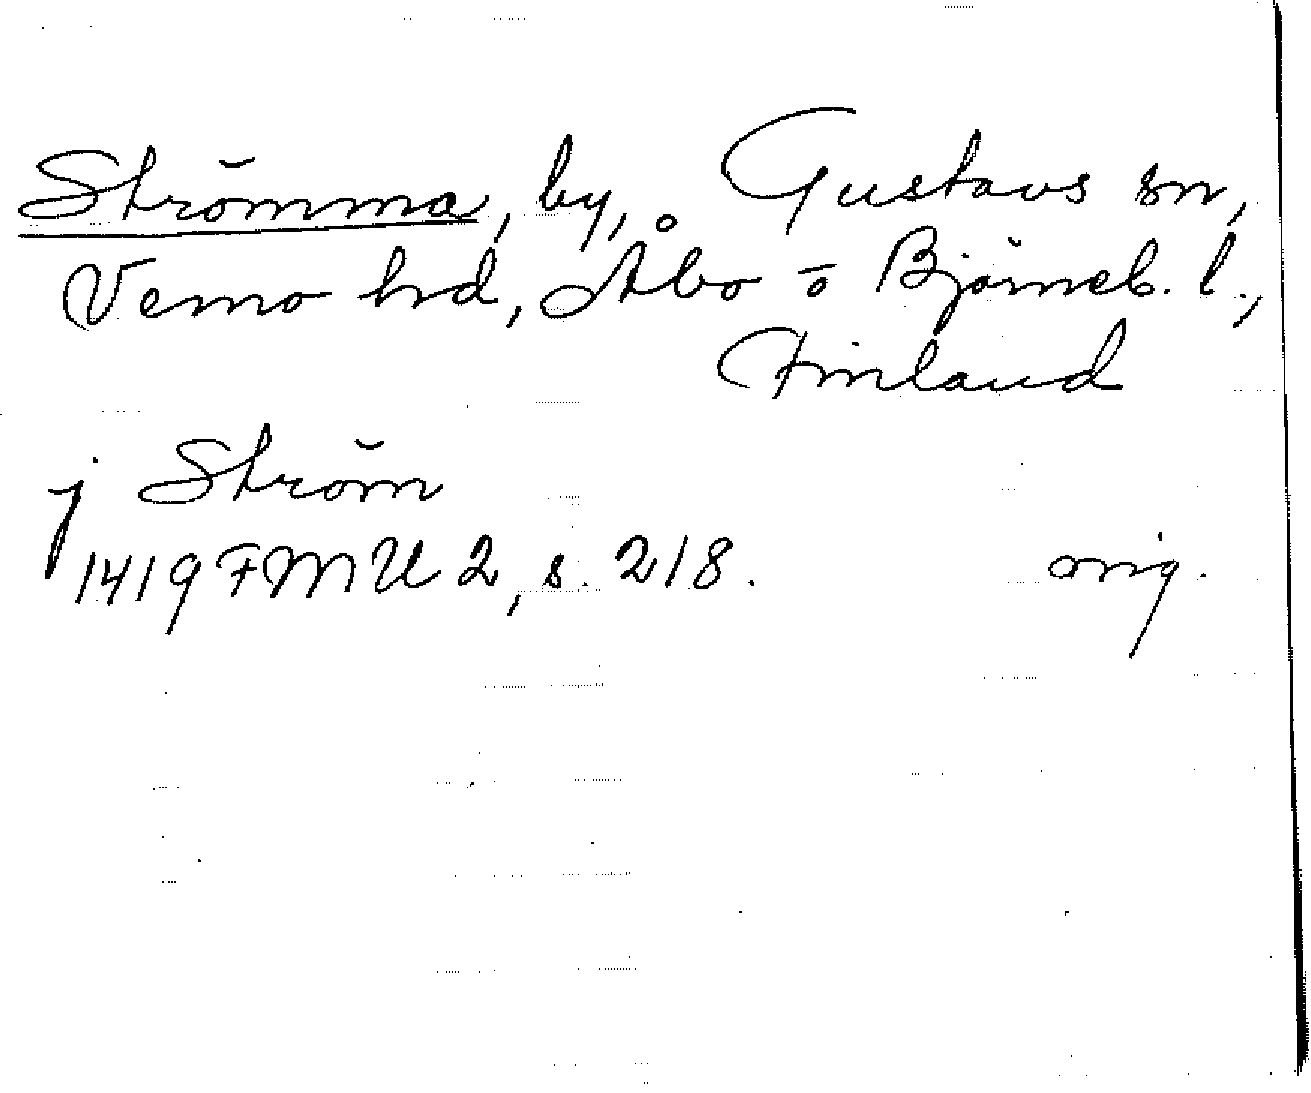 Strömma, by, Gustavs sn,
Vemo hd, Åbo o Björneb. l.,
Finland
j Ström
1419 FMU 2, s. 218. orig.